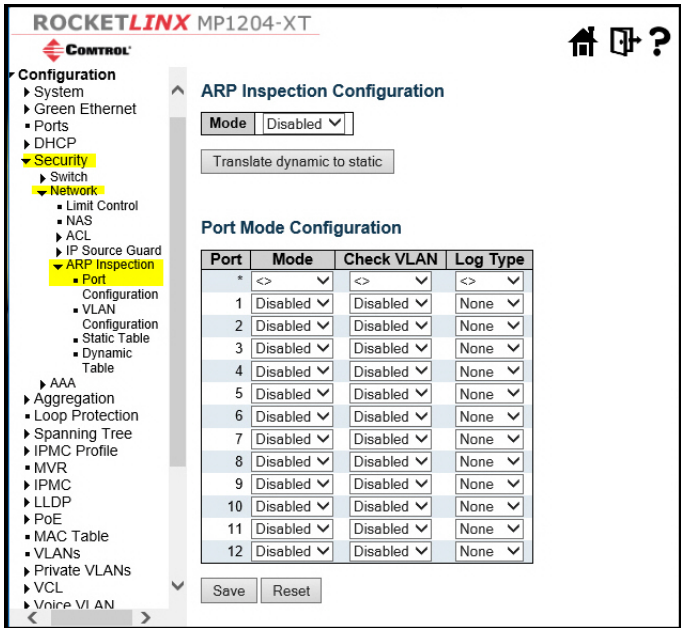 ROCKETLINX MP1204-XT
COMTROL
?
Configuration
System
Green Ethernet
Ports
DHCP
Security
Switch
Network
Limit Control
NAS
ACL
IP Source Guard
ARP Inspection
Port
Configuration
VLAN
Configuration
Static Table
Dynamic
Table
AAA
Aggregation
Loop Protection
Spanning Tree
IPMC Profile
MVR
IPMC
LLDP
PoE
MAC Table
VLANs
Private VLANs
VCL
Voice VLAN
ARP Inspection Configuration
Mode Disabled
Translate dynamic to static
Port Mode Configuration
Port Mode Check VLAN Log Type
* <> <> <>
1 Disabled Disabled None
2 Disabled Disabled None
3 Disabled Disabled None
4 Disabled Disabled None
5 Disabled Disabled None
6 Disabled Disabled None
7 Disabled Disabled None
8 Disabled Disabled None
9 Disabled Disabled None
10 Disabled Disabled None
11 Disabled Disabled None
12 Disabled Disabled None
Save Reset